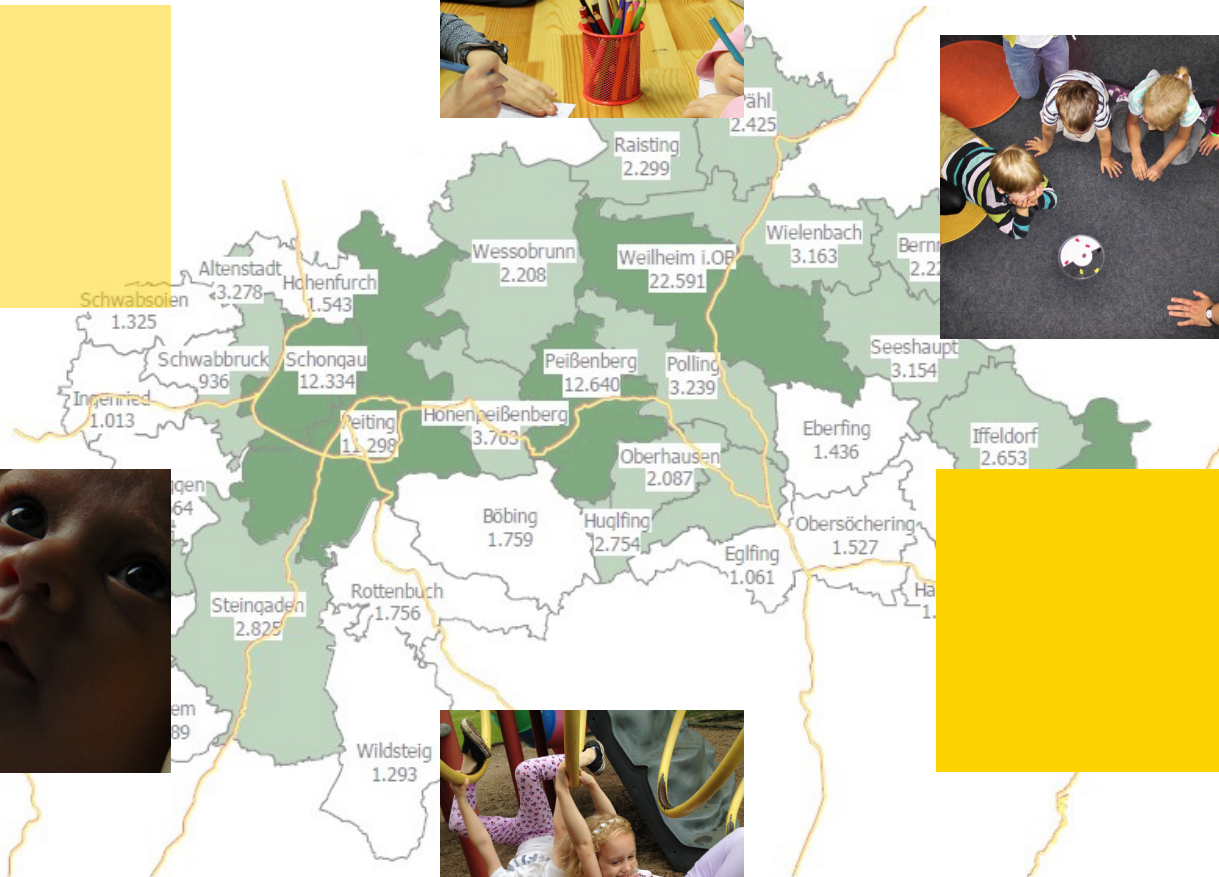 Pähl
2.425
Raisting
2.299
Wielenbach
3.163
Wessobrunn
2.208
Weilheim i.OB
22.591
Altenstadt
3.278
Hohenfurch
1.543
Schwabsoien
1.325
Schwabbruck
936
Schongau
12.334
Peißenberg
12.640
Polling
3.239
Seeshaupt
3.154
Ingenried
1.013
Peiting
11.298
Hohenpeißenberg
3.763
Eberfing
1.436
Iffeldorf
2.653
Oberhausen
2.087
Böbing
1.759
Huglfing
2.754
Obersöchering
1.527
Eglfing
1.061
Rottenbuch
1.756
Steingaden
2.825
Wildsteig
1.293